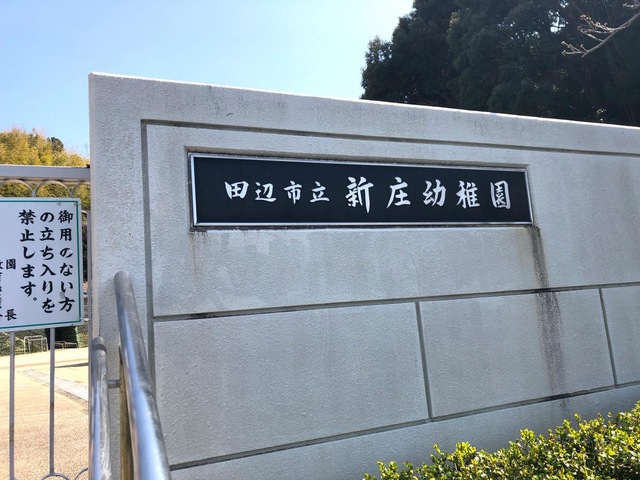 田辺市立 新庄幼稚園
御用のない方
の立ち入りを
禁止します。
園長